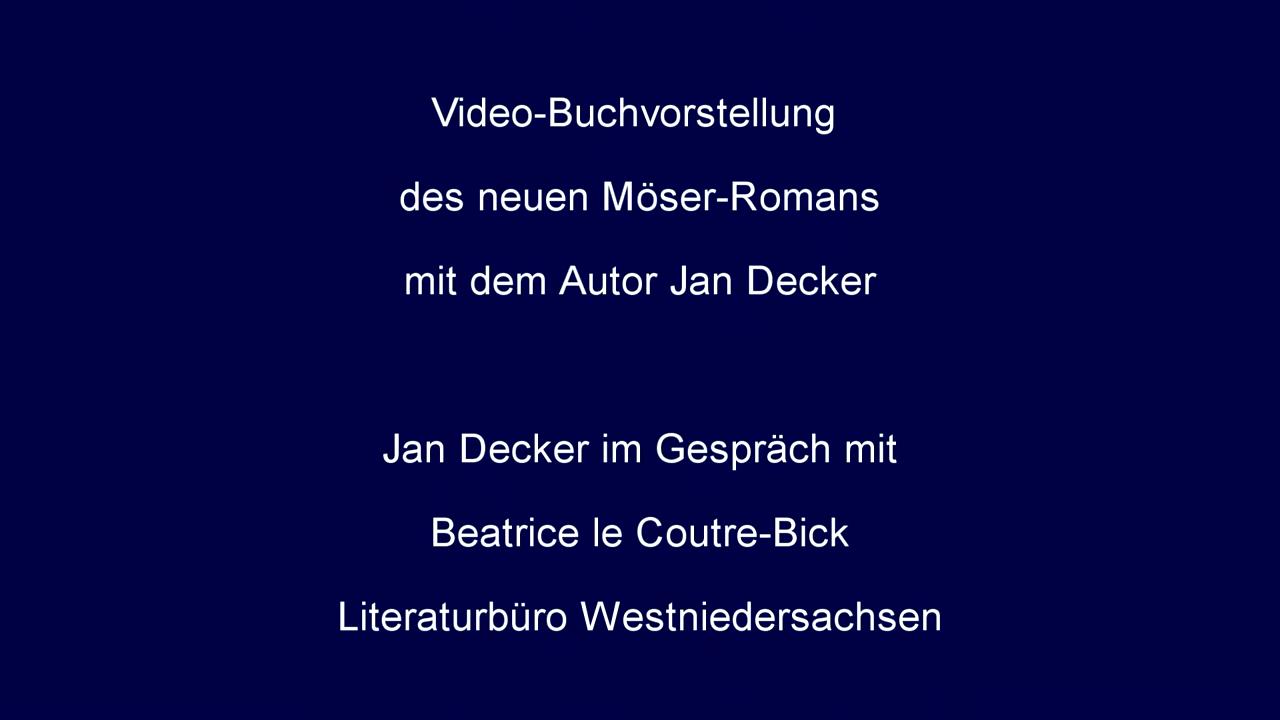 Video-Buchvorstellung
des neuen Möser-Romans
mit dem Autor Jan Decker
Jan Decker im Gespräch mit
Beatrice le Coutre-Bick
Literaturbüro Westniedersachsen